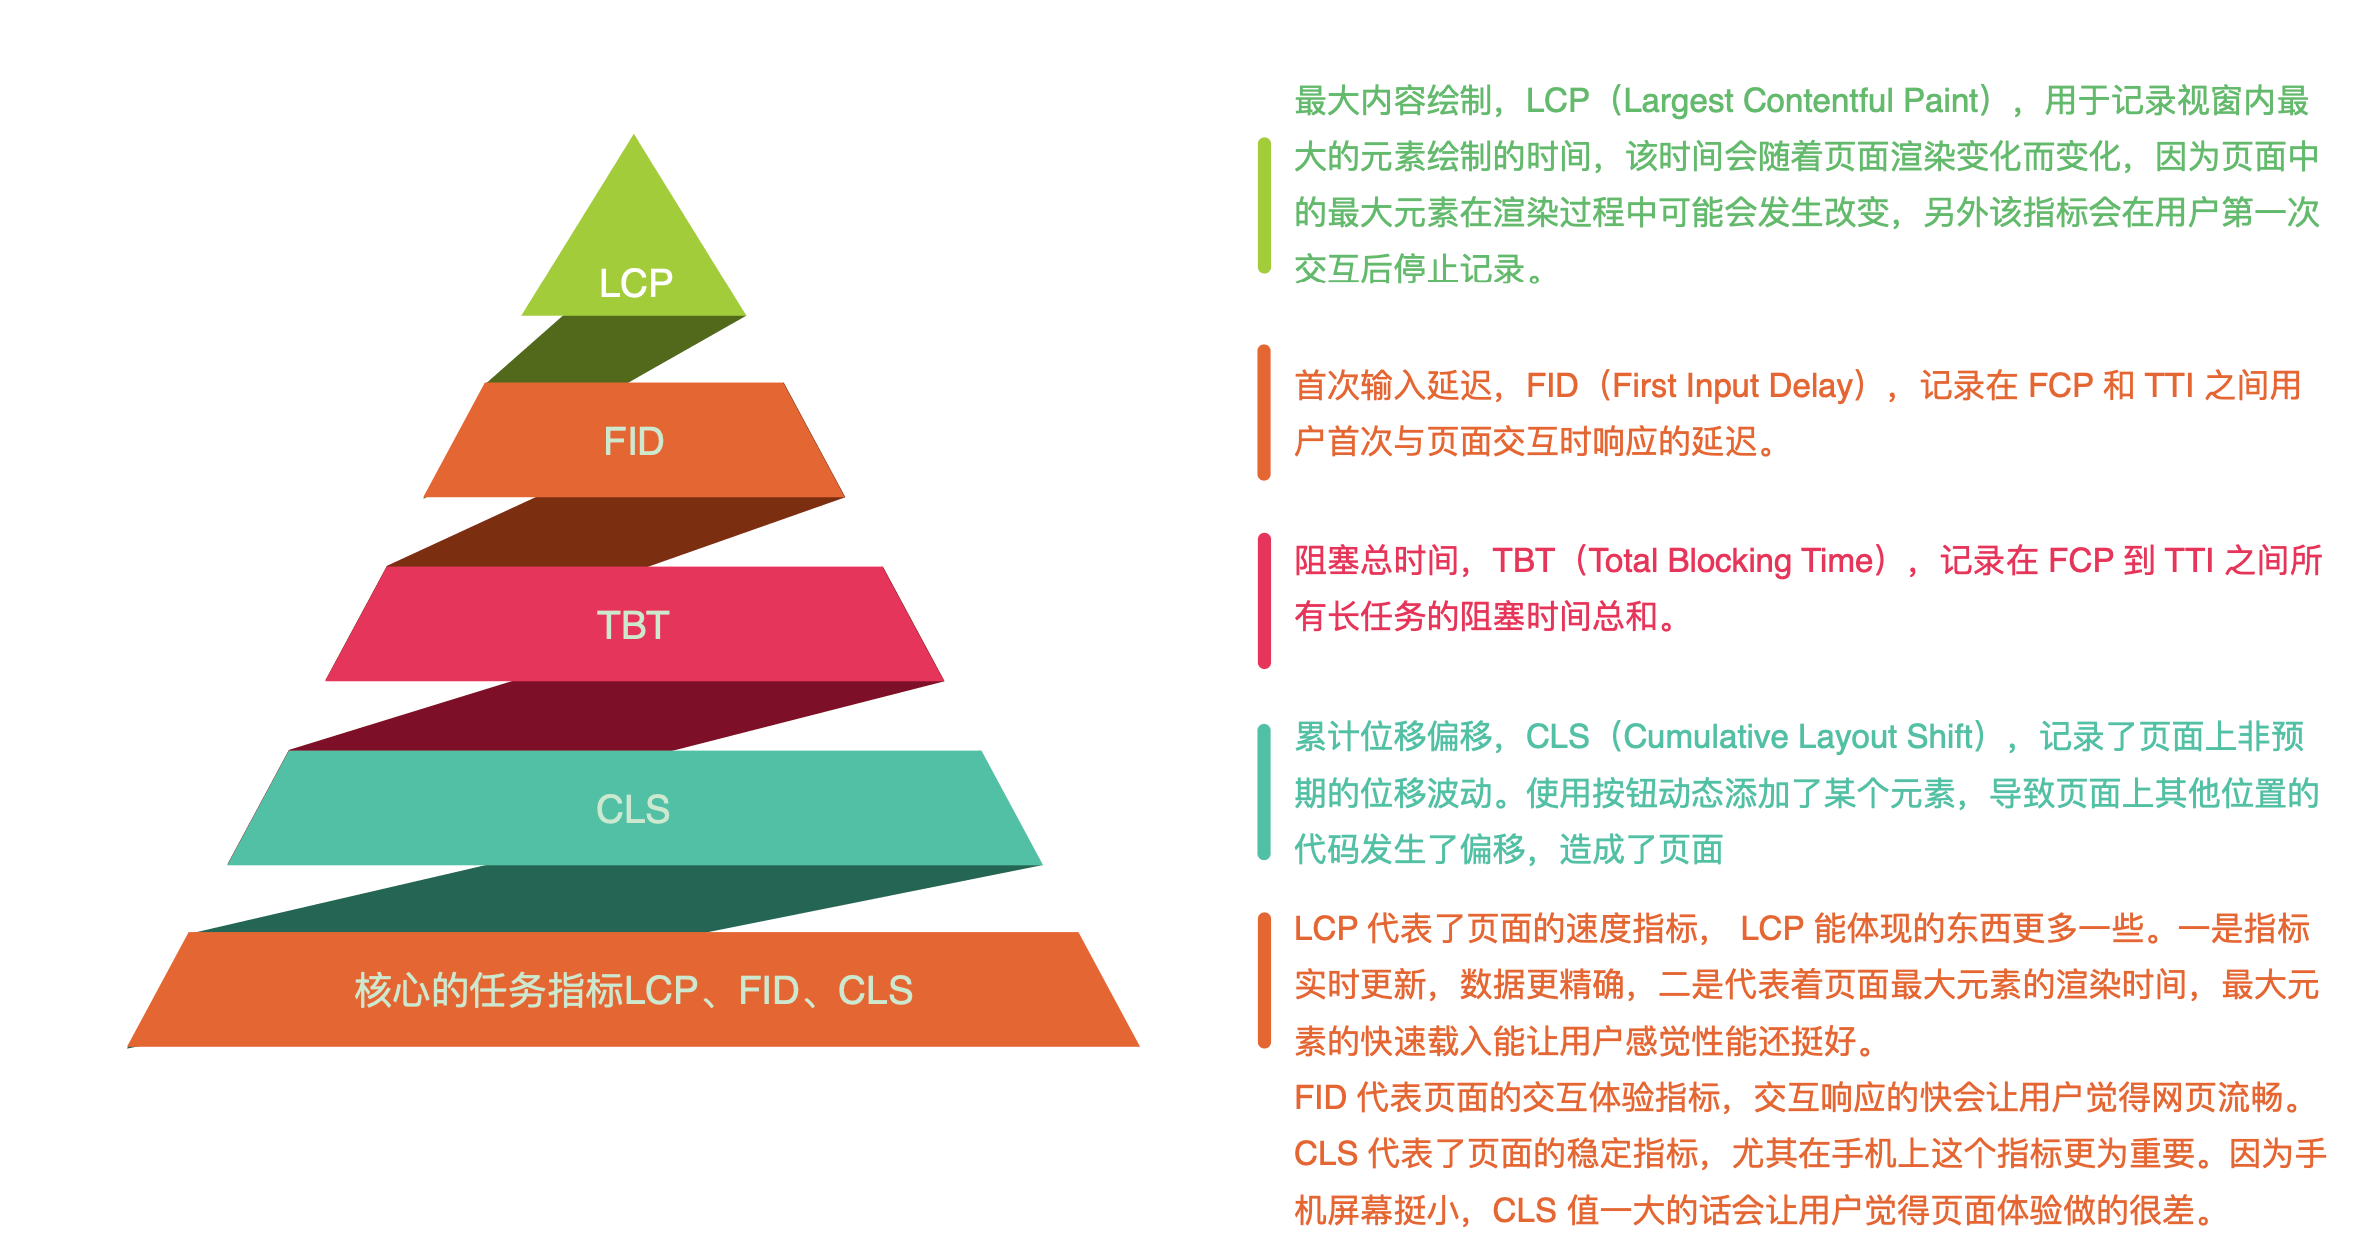 LCP
FID
TBT
CLS
核心的任务指标LCP、FID、CLS
最大内容绘制，LCP（Largest Contentful Paint），用于记录视窗内最
大的元素绘制的时间，该时间会随着页面渲染变化而变化，因为页面中
的最大元素在渲染过程中可能会发生改变，另外该指标会在用户第一次
交互后停止记录。
首次输入延迟，FID（First Input Delay），记录在 FCP 和 TTI 之间用
户首次与页面交互时响应的延迟。
阻塞总时间，TBT（Total Blocking Time），记录在 FCP 到 TTI 之间所
有长任务的阻塞时间总和。
累计位移偏移，CLS（Cumulative Layout Shift），记录了页面上非预
期的位移波动。使用按钮动态添加了某个元素，导致页面上其他位置的
代码发生了偏移，造成了页面
LCP 代表了页面的速度指标， LCP 能体现的东西更多一些。一是指标
实时更新，数据更精确，二是代表着页面最大元素的渲染时间，最大元
素的快速载入能让用户感觉性能还挺好。
FID 代表页面的交互体验指标，交互响应的快会让用户觉得网页流畅。
CLS 代表了页面的稳定指标，尤其在手机上这个指标更为重要。因为手
机屏幕挺小，CLS 值一大的话会让用户觉得页面体验做的很差。